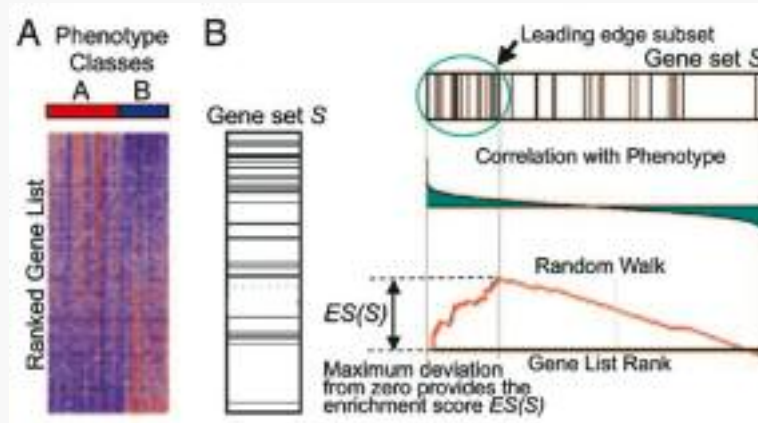 A
Phenotype
Classes
A B
Ranked Gene List
B
Gene set S
Leading edge subset
Gene set S
Correlation with Phenotype
Random Walk
ES(S)
Gene List Rank
Maximum deviation
from zero provides the
enrichment score ES(S)